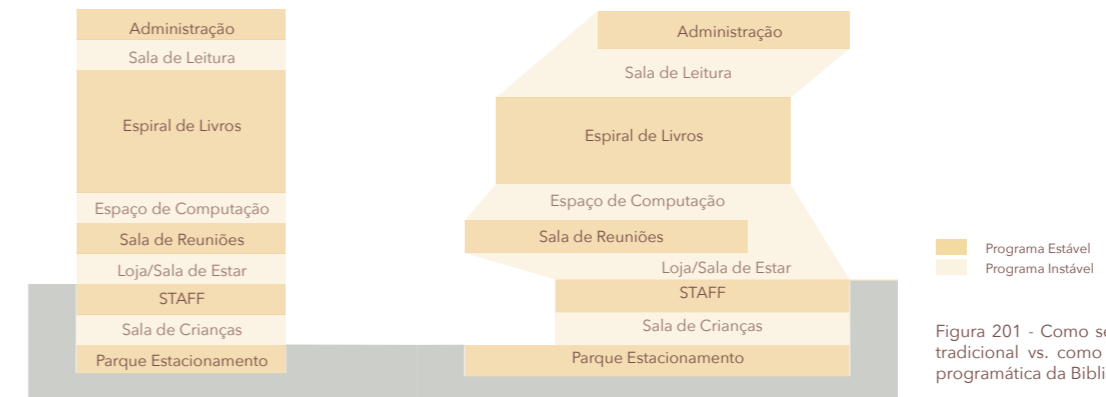 Administração
Sala de Leitura
Espiral de Livros
Espaço de Computação
Sala de Reuniões
Loja/Sala de Estar
STAFF
Sala de Crianças
Parque Estacionamento
Administração
Sala de Leitura
Espiral de Livros
Espaço de Computação
Sala de Reuniões
Loja/Sala de Estar
STAFF
Sala de Crianças
Parque Estacionamento
Programa Estável
Programa Instável
Figura 201 - Como se
tradicional vs. como
programática da Bibli